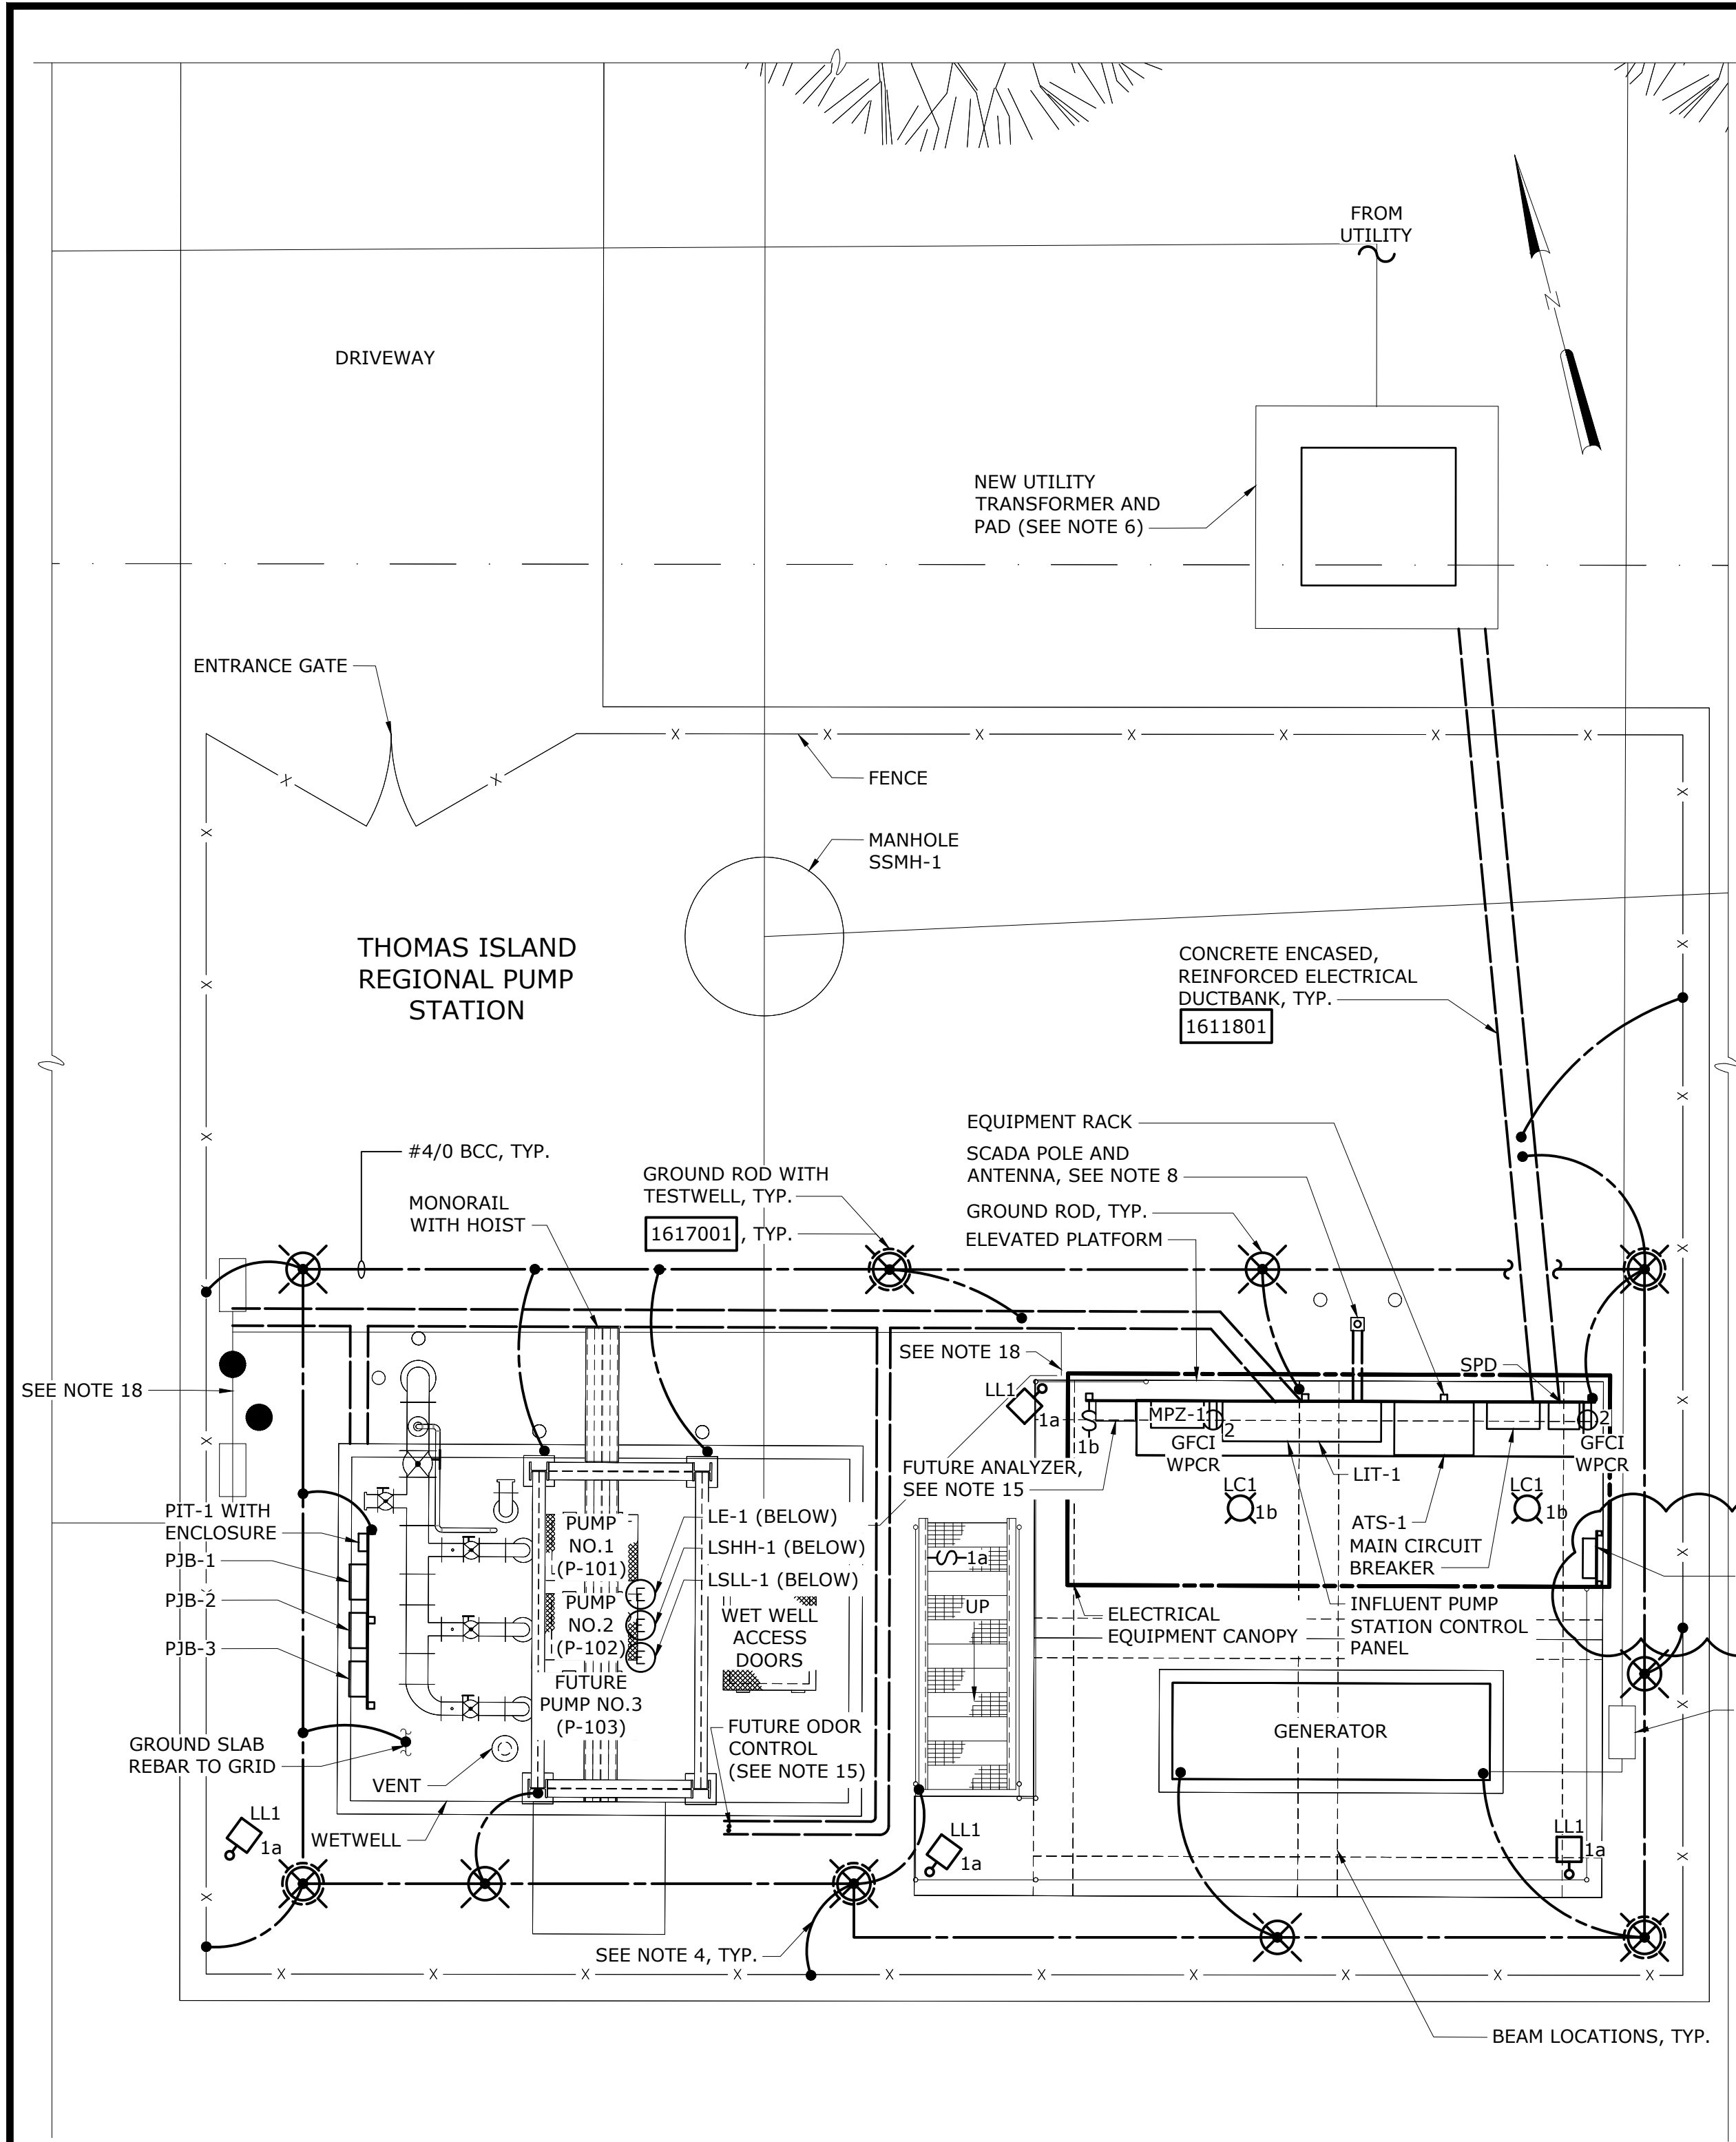 FROM
UTILITY
N
DRIVEWAY
NEW UTILITY
TRANSFORMER AND
PAD (SEE NOTE 6)
ENTRANCE GATE
X X X X X X X
X
X
FENCE
MANHOLE
SSMH-1
THOMAS ISLAND
REGIONAL PUMP
STATION
CONCRETE ENCASED,
REINFORCED ELECTRICAL
DUCTBANK, TYP.
1611801
#4/0 BCC, TYP.
MONORAIL
WITH HOIST
GROUND ROD WITH
TESTWELL, TYP.
1617001 , TYP.
EQUIPMENT RACK
SCADA POLE AND
ANTENNA, SEE NOTE 8
GROUND ROD, TYP.
ELEVATED PLATFORM
SEE NOTE 18
SEE NOTE 18
SPD
LL1
1a
MPZ-1
2
2
S
1b
GFCI
WPCR
GFCI
WPCR
FUTURE ANALYZER,
SEE NOTE 15
LIT-1
LC1
1b
LC1
1b
PIT-1 WITH
ENCLOSURE
PJB-1
PJB-2
PJB-3
PUMP
NO.1
(P-101)
PUMP
NO.2
(P-102)
FUTURE
PUMP NO.3
(P-103)
LE-1 (BELOW)
LSHH-1 (BELOW)
LSLL-1 (BELOW)
E
E
E
WET WELL
ACCESS
DOORS
ATS-1
MAIN CIRCUIT
BREAKER
S 1a
UP
ELECTRICAL
EQUIPMENT CANOPY
INFLUENT PUMP
STATION CONTROL
PANEL
GENERATOR
GROUND SLAB
REBAR TO GRID
VENT
FUTURE ODOR
CONTROL
(SEE NOTE 15)
WETWELL
LL1
1a
LL1
1a
LL1
1a
SEE NOTE 4, TYP.
X X X X X X X X X X
BEAM LOCATIONS, TYP.